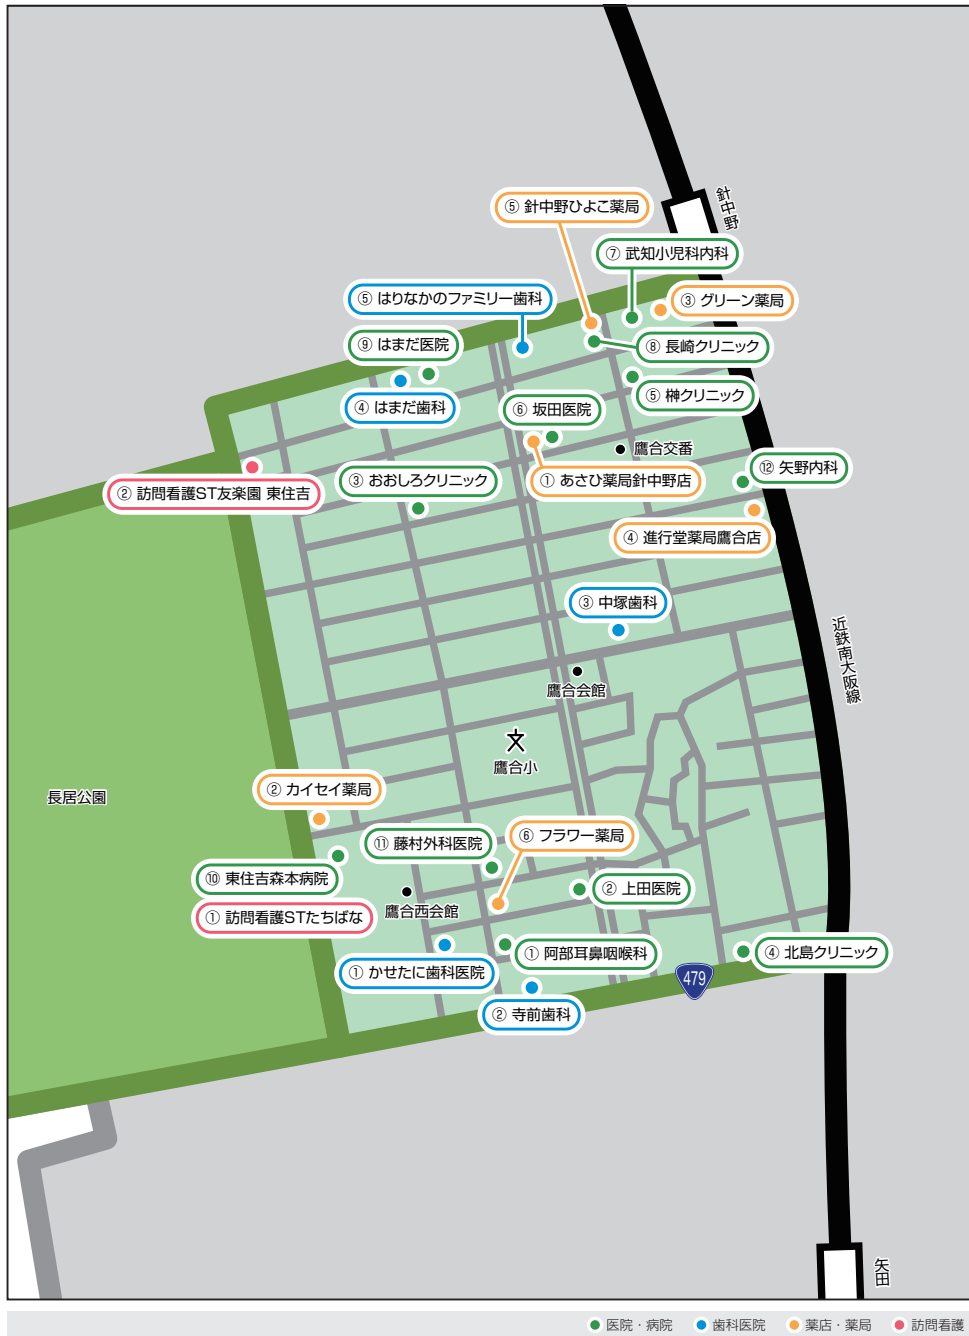 針中野
⑤ 針中野ひよこ薬局
⑦ 武知小児科内科
⑤ はりなかのファミリー歯科
③ グリーン薬局
⑨ はまだ医院
⑧ 長崎クリニック
④ はまだ歯科
⑥ 坂田医院
⑤ 榊クリニック
鷹合交番
⑫ 矢野内科
② 訪問看護ST友楽園 東住吉
③ おおしろクリニック
① あさひ薬局針中野店
④ 進行堂薬局鷹合店
③ 中塚歯科
近鉄南大阪線
鷹合会館
鷹合小
長居公園
② カイセイ薬局
⑪ 藤村外科医院
⑥ フラワー薬局
⑩ 東住吉森本病院
② 上田医院
① 訪問看護STたちばな
鷹合西会館
① かせたに歯科医院
① 阿部耳鼻咽喉科
④ 北島クリニック
479
② 寺前歯科
矢田
医院・病院 歯科医院 薬店・薬局 訪問看護